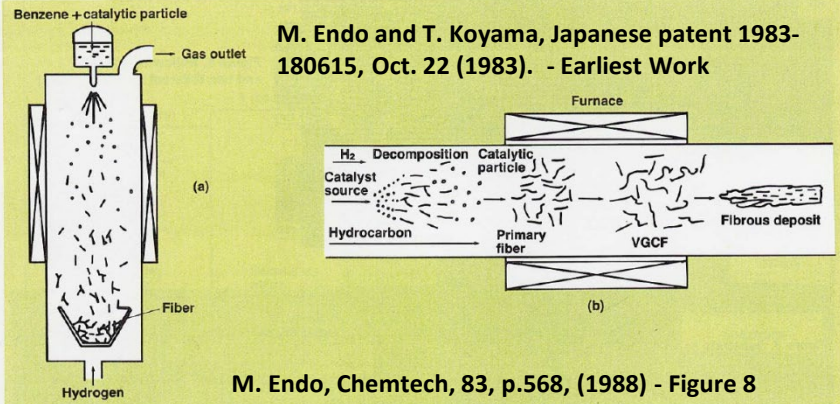 Benzene + catalytic particle
Gas outlet
(a)
Fiber
Hydrogen
M. Endo and T. Koyama, Japanese patent 1983-
180615, Oct. 22 (1983).  - Earliest Work
Furnace
H₂
Decomposition
Catalytic
particle
Catalyst
source
Hydrocarbon
Primary
fiber
VGCF
Fibrous deposit
(b)
M. Endo, Chemtech, 83, p.568, (1988) - Figure 8